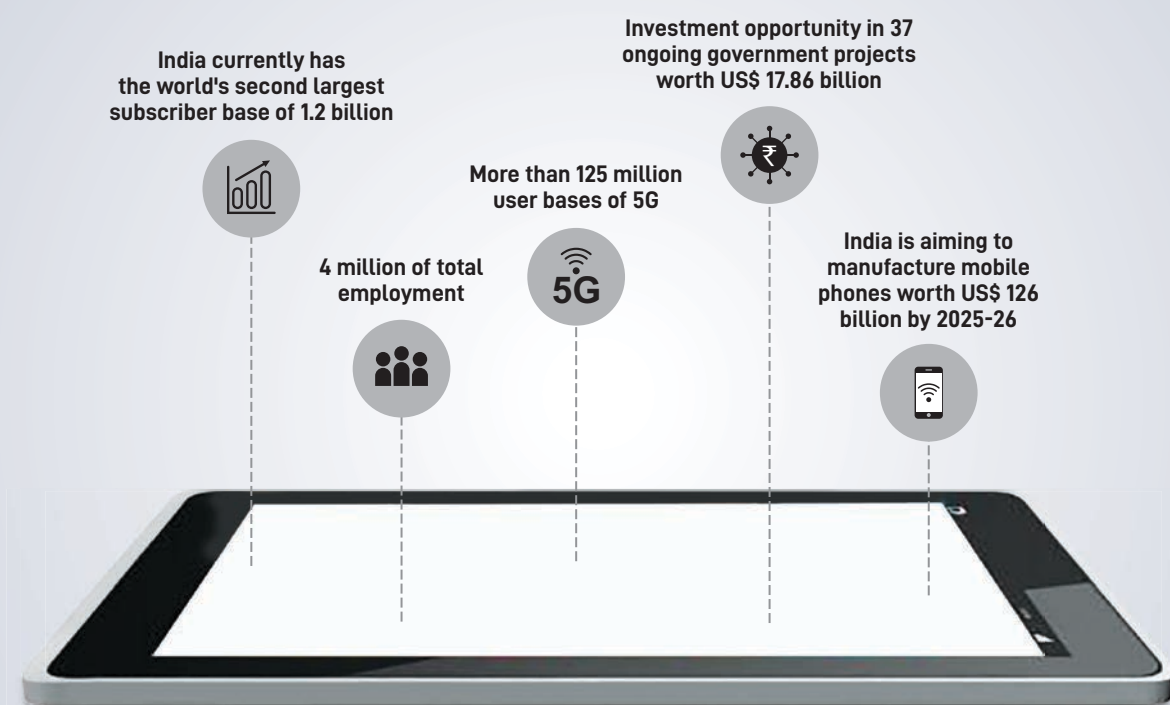 India currently has
the world's second largest
subscriber base of 1.2 billion
4 million of total
employment
More than 125 million
user bases of 5G
5G
Investment opportunity in 37
ongoing government projects
worth US$ 17.86 billion
₹
India is aiming to
manufacture mobile
phones worth US$ 126
billion by 2025-26